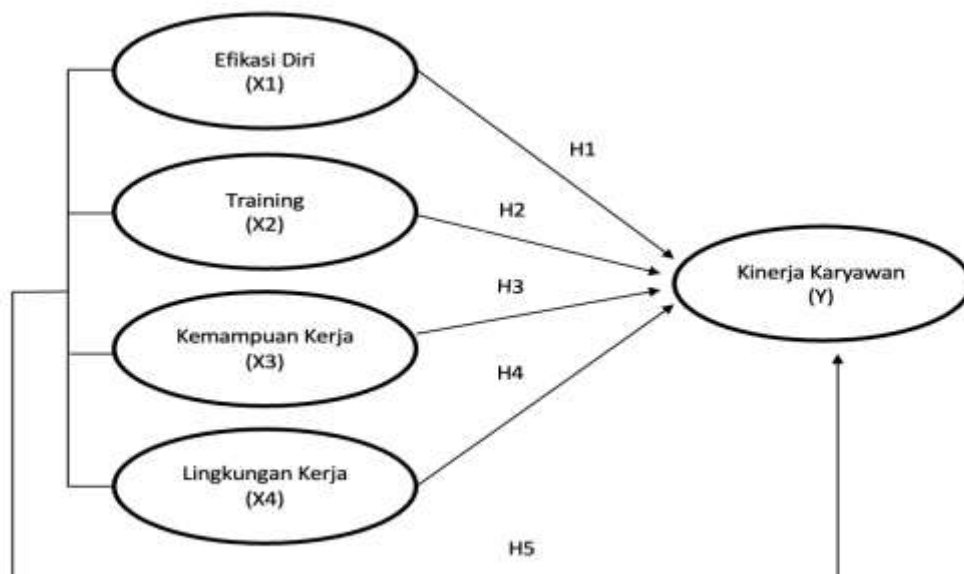 Efikasi Diri
(X1)
H1
Training
(X2)
H2
Kinerja Karyawan
(Y)
H3
Kemampuan Kerja
(X3)
H4
Lingkungan Kerja
(X4)
H5